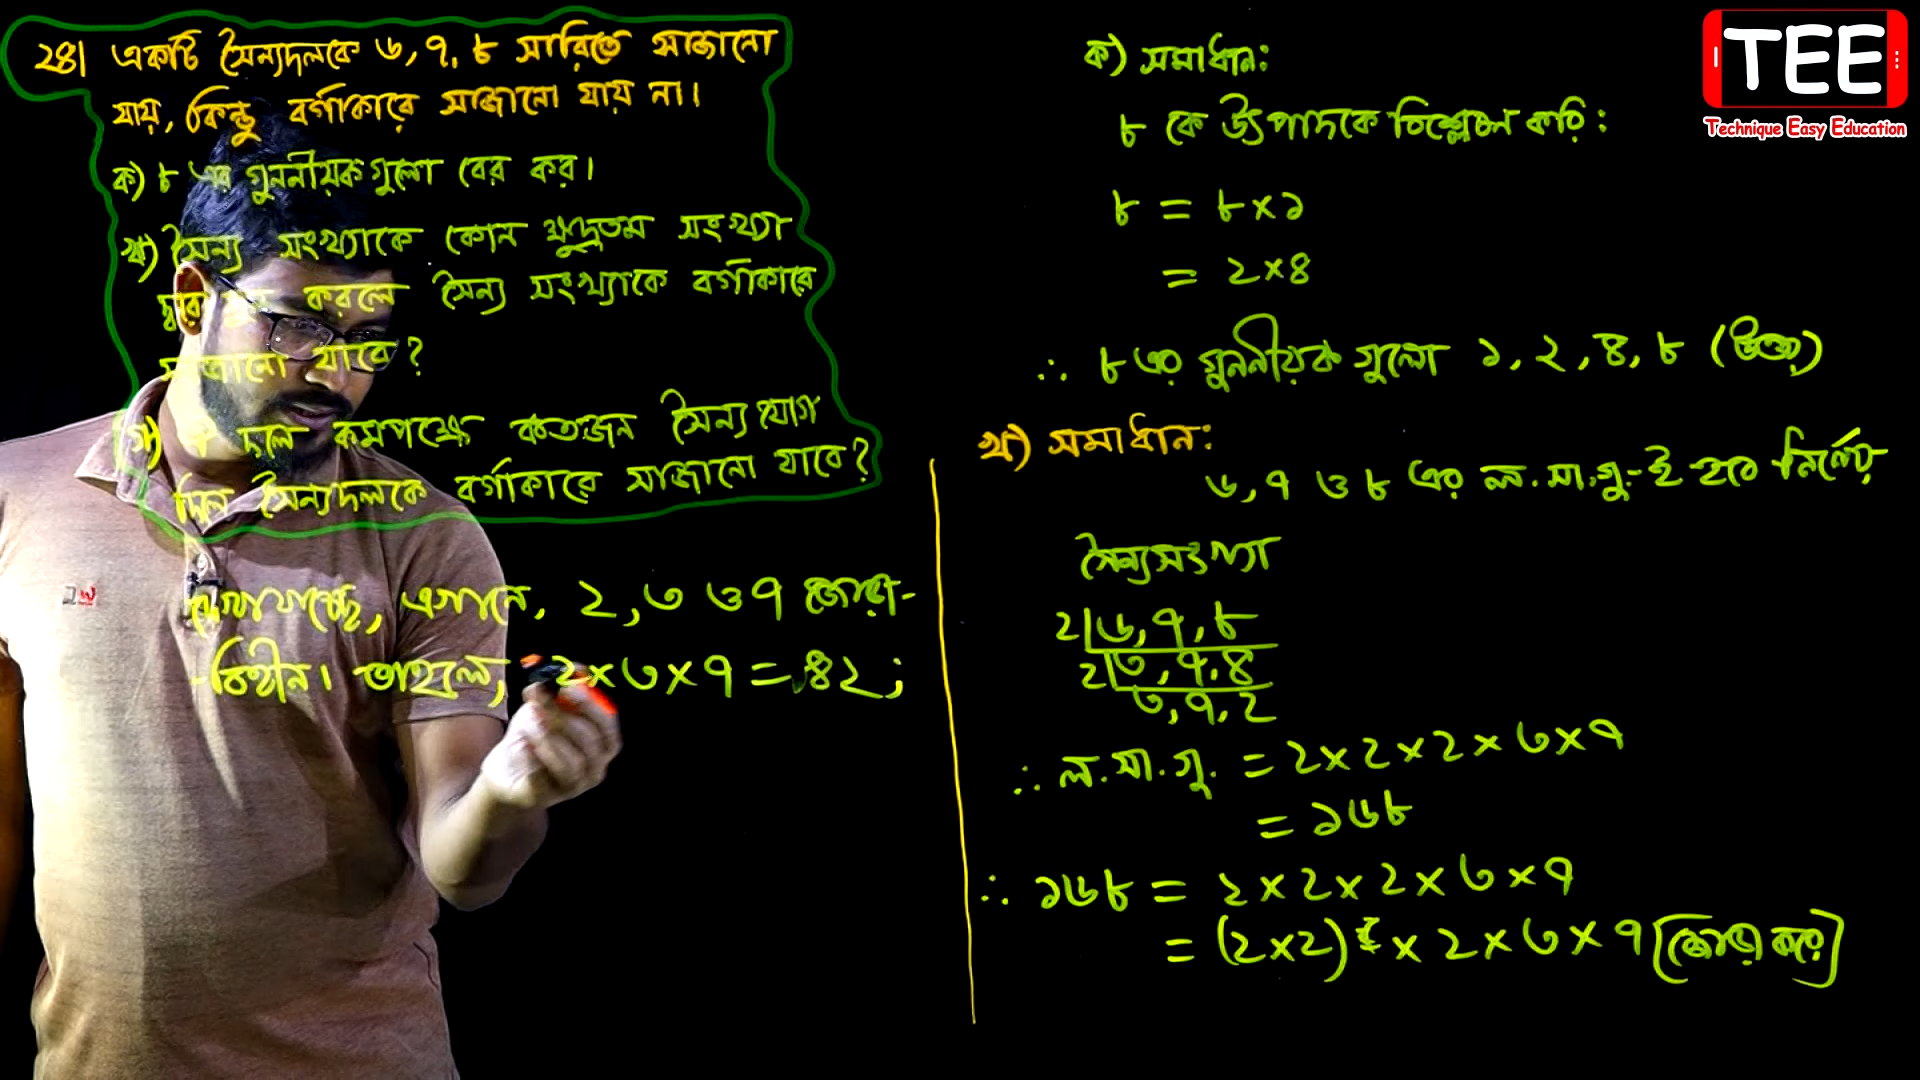 ২৪। একটি সৈন্যদলকে ৬, ৭, ৮ সারিতে সাজানো
যায়, কিন্তু বর্গাকারে সাজানো যায় না।
ক) ৮ এর গুননীয়কগুলো বের কর।
খ) সৈন্য সংখ্যাকে কোন ক্ষুদ্রতম সংখ্যা
দ্বারা করলে সৈন্য সংখ্যাকে বর্গাকারে
সাজানো যাবে?
গ) দলে কমপক্ষে কতজন সৈন্য যোগ
দিলে সৈন্যদলকে বর্গাকারে সাজানো যাবে?
দেখা যাচ্ছে, এখানে, ২, ৩ ও ৭ জোড়া-
-বিহীন। তাহলে, ২×৩×৭ = ৪২;
ক) সমাধান:
৮ কে উৎপাদকে বিশ্লেষণ করি:
৮ = ৮×১
= ২×৪
∴ ৮ এর গুননীয়ক গুলো ১, ২, ৪, ৮ (উত্তর)
খ) সমাধান:
৬, ৭ ও ৮ এর ল.সা.গু-ই হবে নির্ণেয়
সৈন্যসংখ্যা
২|৬, ৭, ৮
২|৩, ৭, ৪
৩, ৭, ২
∴ ল.সা.গু. = ২×২×২×৩×৭
= ১৬৮
∴ ১৬৮ = ২×২×২×৩×৭
= (২×২) × ২×৩×৭ [জোড়া করে]
TEE
Technique Easy Education